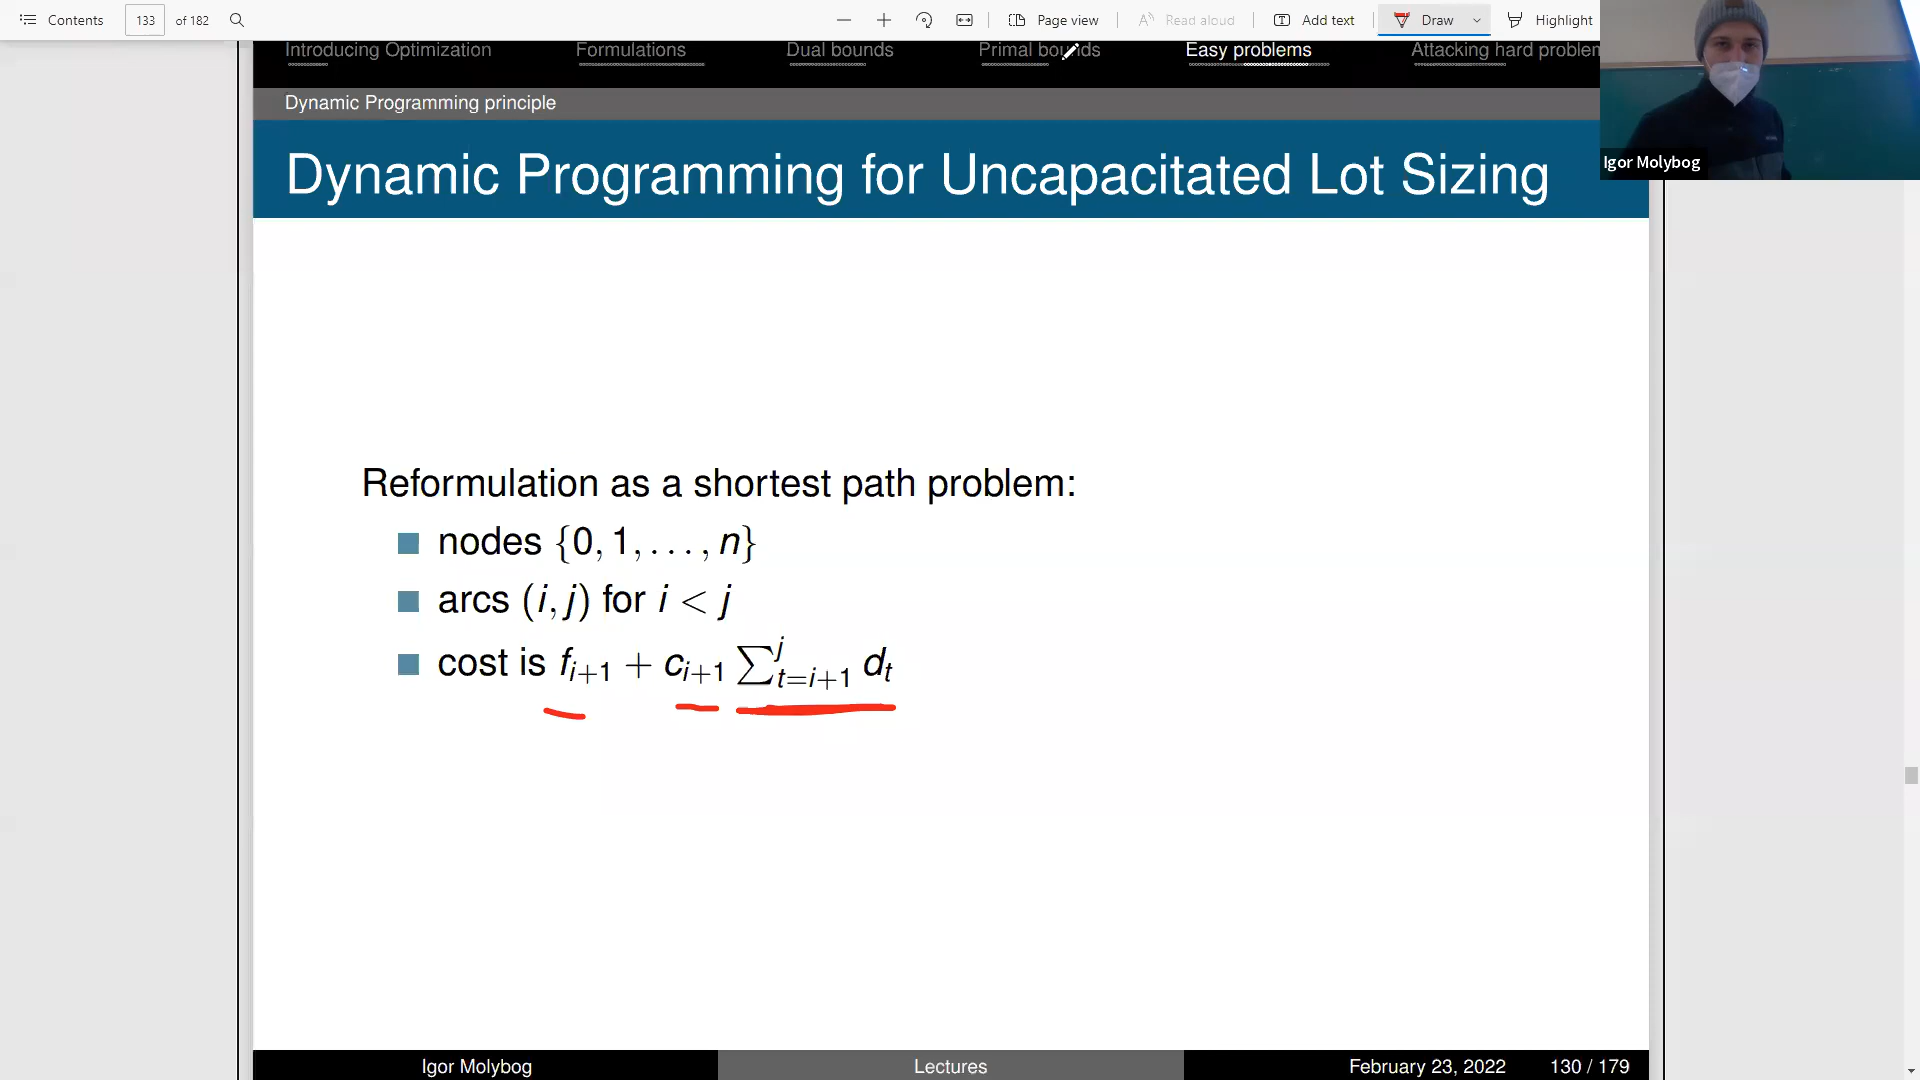 Contents 133 of 182 Page view Read aloud Add text Draw Highlight
Introducing Optimization Formulations Dual bounds Primal bounds Easy problems Attacking hard problem
Dynamic Programming principle
Dynamic Programming for Uncapacitated Lot Sizing
Igor Molybog
Reformulation as a shortest path problem:
nodes {0, 1, . . . , n}
arcs (i, j) for i < j
cost is f_{i+1} + c_{i+1} ∑_{t=i+1}^{j} d_t
Igor Molybog Lectures February 23, 2022 130 / 179